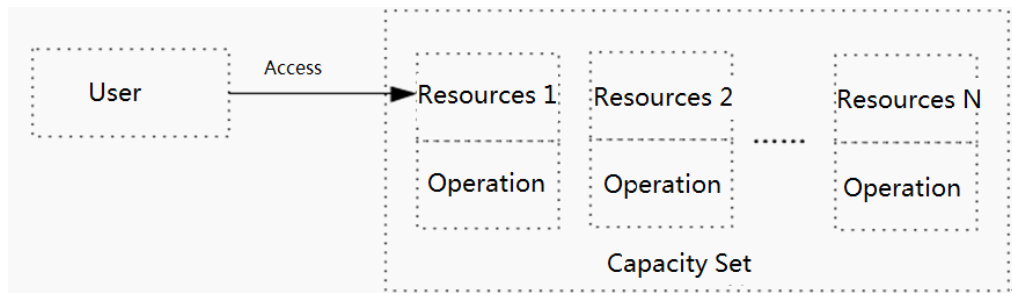 User
Access
Resources 1
Resources 2
Resources N
......
Operation
Operation
Operation
Capacity Set